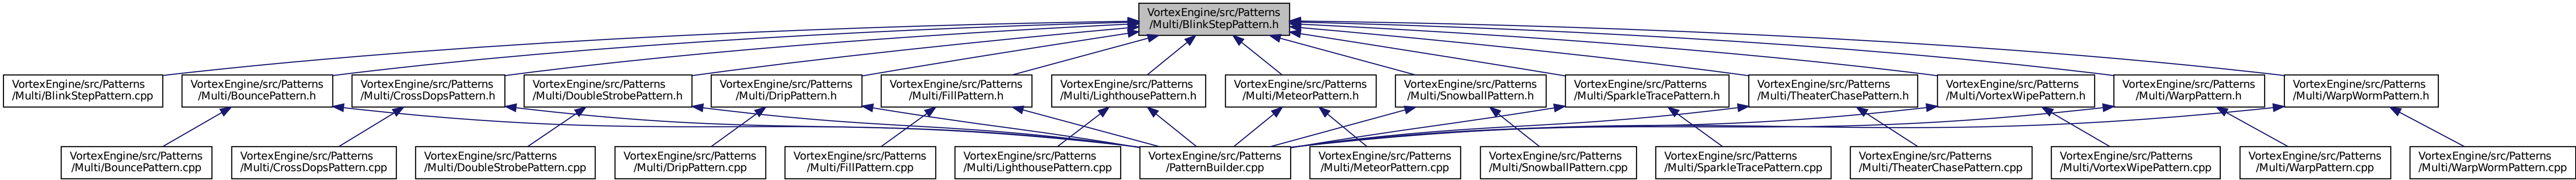 VortexEngine/src/Patterns
/Multi/BlinkStepPattern.h
VortexEngine/src/Patterns
/Multi/BlinkStepPattern.cpp
VortexEngine/src/Patterns
/Multi/BouncePattern.h
VortexEngine/src/Patterns
/Multi/CrossDopsPattern.h
VortexEngine/src/Patterns
/Multi/DoubleStrobePattern.h
VortexEngine/src/Patterns
/Multi/DripPattern.h
VortexEngine/src/Patterns
/Multi/FillPattern.h
VortexEngine/src/Patterns
/Multi/LighthousePattern.h
VortexEngine/src/Patterns
/Multi/MeteorPattern.h
VortexEngine/src/Patterns
/Multi/SnowballPattern.h
VortexEngine/src/Patterns
/Multi/SparkleTracePattern.h
VortexEngine/src/Patterns
/Multi/TheaterChasePattern.h
VortexEngine/src/Patterns
/Multi/VortexWipePattern.h
VortexEngine/src/Patterns
/Multi/WarpPattern.h
VortexEngine/src/Patterns
/Multi/WarpWormPattern.h
VortexEngine/src/Patterns
/Multi/BouncePattern.cpp
VortexEngine/src/Patterns
/Multi/CrossDopsPattern.cpp
VortexEngine/src/Patterns
/Multi/DoubleStrobePattern.cpp
VortexEngine/src/Patterns
/Multi/DripPattern.cpp
VortexEngine/src/Patterns
/Multi/FillPattern.cpp
VortexEngine/src/Patterns
/Multi/LighthousePattern.cpp
VortexEngine/src/Patterns
/PatternBuilder.cpp
VortexEngine/src/Patterns
/Multi/MeteorPattern.cpp
VortexEngine/src/Patterns
/Multi/SnowballPattern.cpp
VortexEngine/src/Patterns
/Multi/SparkleTracePattern.cpp
VortexEngine/src/Patterns
/Multi/TheaterChasePattern.cpp
VortexEngine/src/Patterns
/Multi/VortexWipePattern.cpp
VortexEngine/src/Patterns
/Multi/WarpPattern.cpp
VortexEngine/src/Patterns
/Multi/WarpWormPattern.cpp